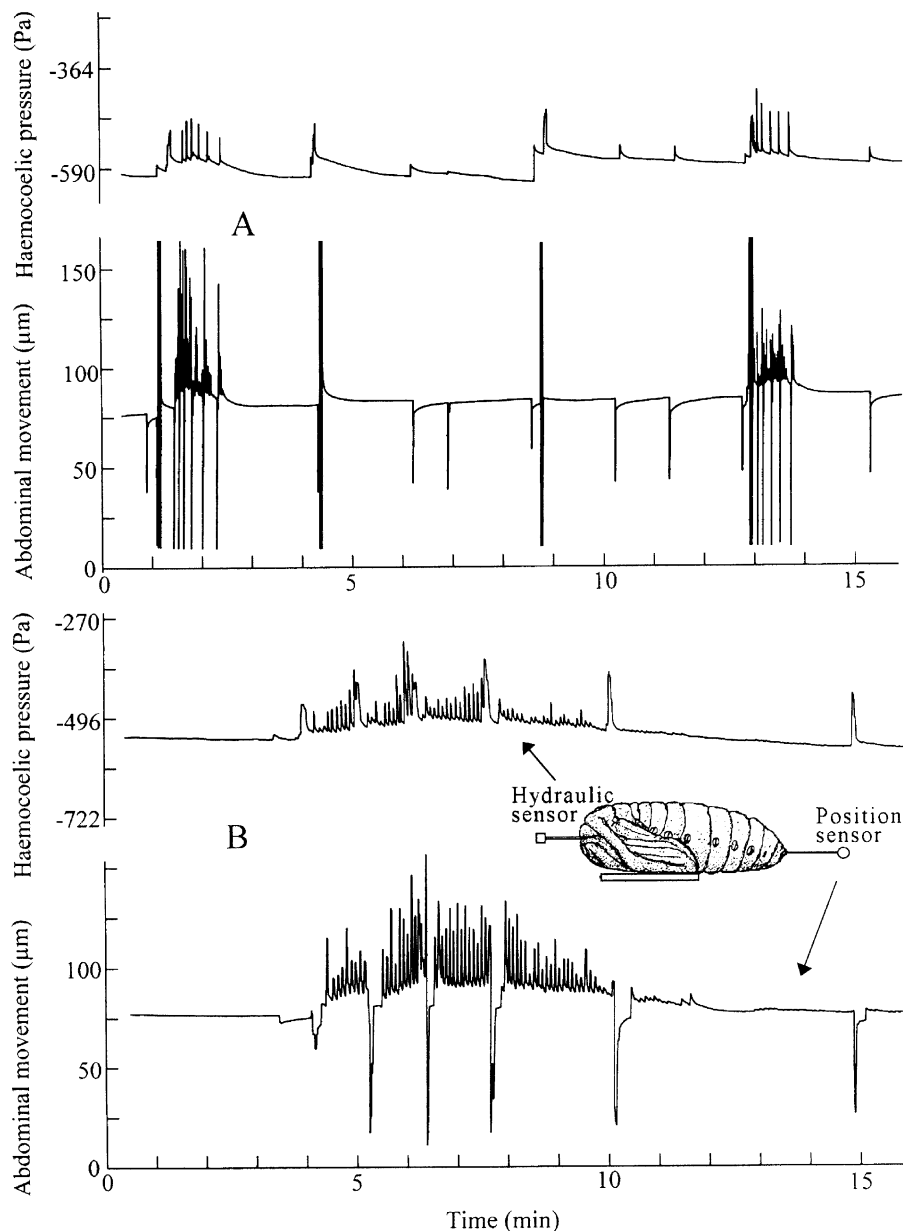 Haemocoelic pressure (Pa)
-364
-590
A
Abdominal movement (µm)
150
100
50
0
0
5
10
15
Haemocoelic pressure (Pa)
-270
-496
-722
Hydraulic
sensor
Position
sensor
B
Abdominal movement (µm)
100
50
0
0
5
10
15
Time (min)